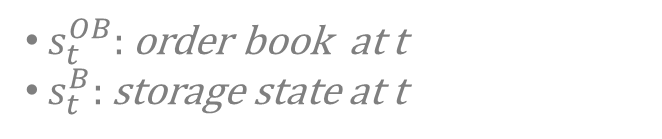 • $s_t^{OB}$: order book at t
• $s_t^{B}$: storage state at t